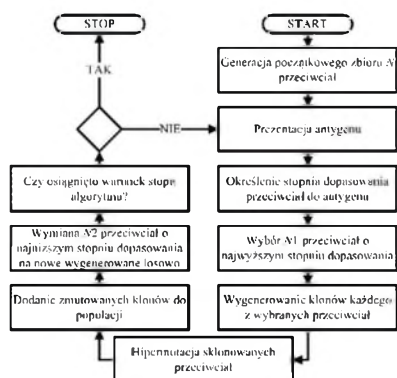 STOP
START
Generacja pocznikowego zbioru N
przeciwciał
TAK
NIE
Prezentacja antygenu
Czy osiągnięto warunek stopu
algorytmu?
Określenie stopnia dopasowania
przeciwciał do antygenu
Wymiana N2 przeciwciał o
najniższym stopniu dopasowania
na nowe wygenerowane losowo
Wybór N1 przeciwciał o
najwyższym stopniu dopasowania
Dodanie zmutowanych klonów do
populacji
Wygenerowanie klonów każdego
z wybranych przeciwciał
Hipermutacja sklonowanych
przeciwciał